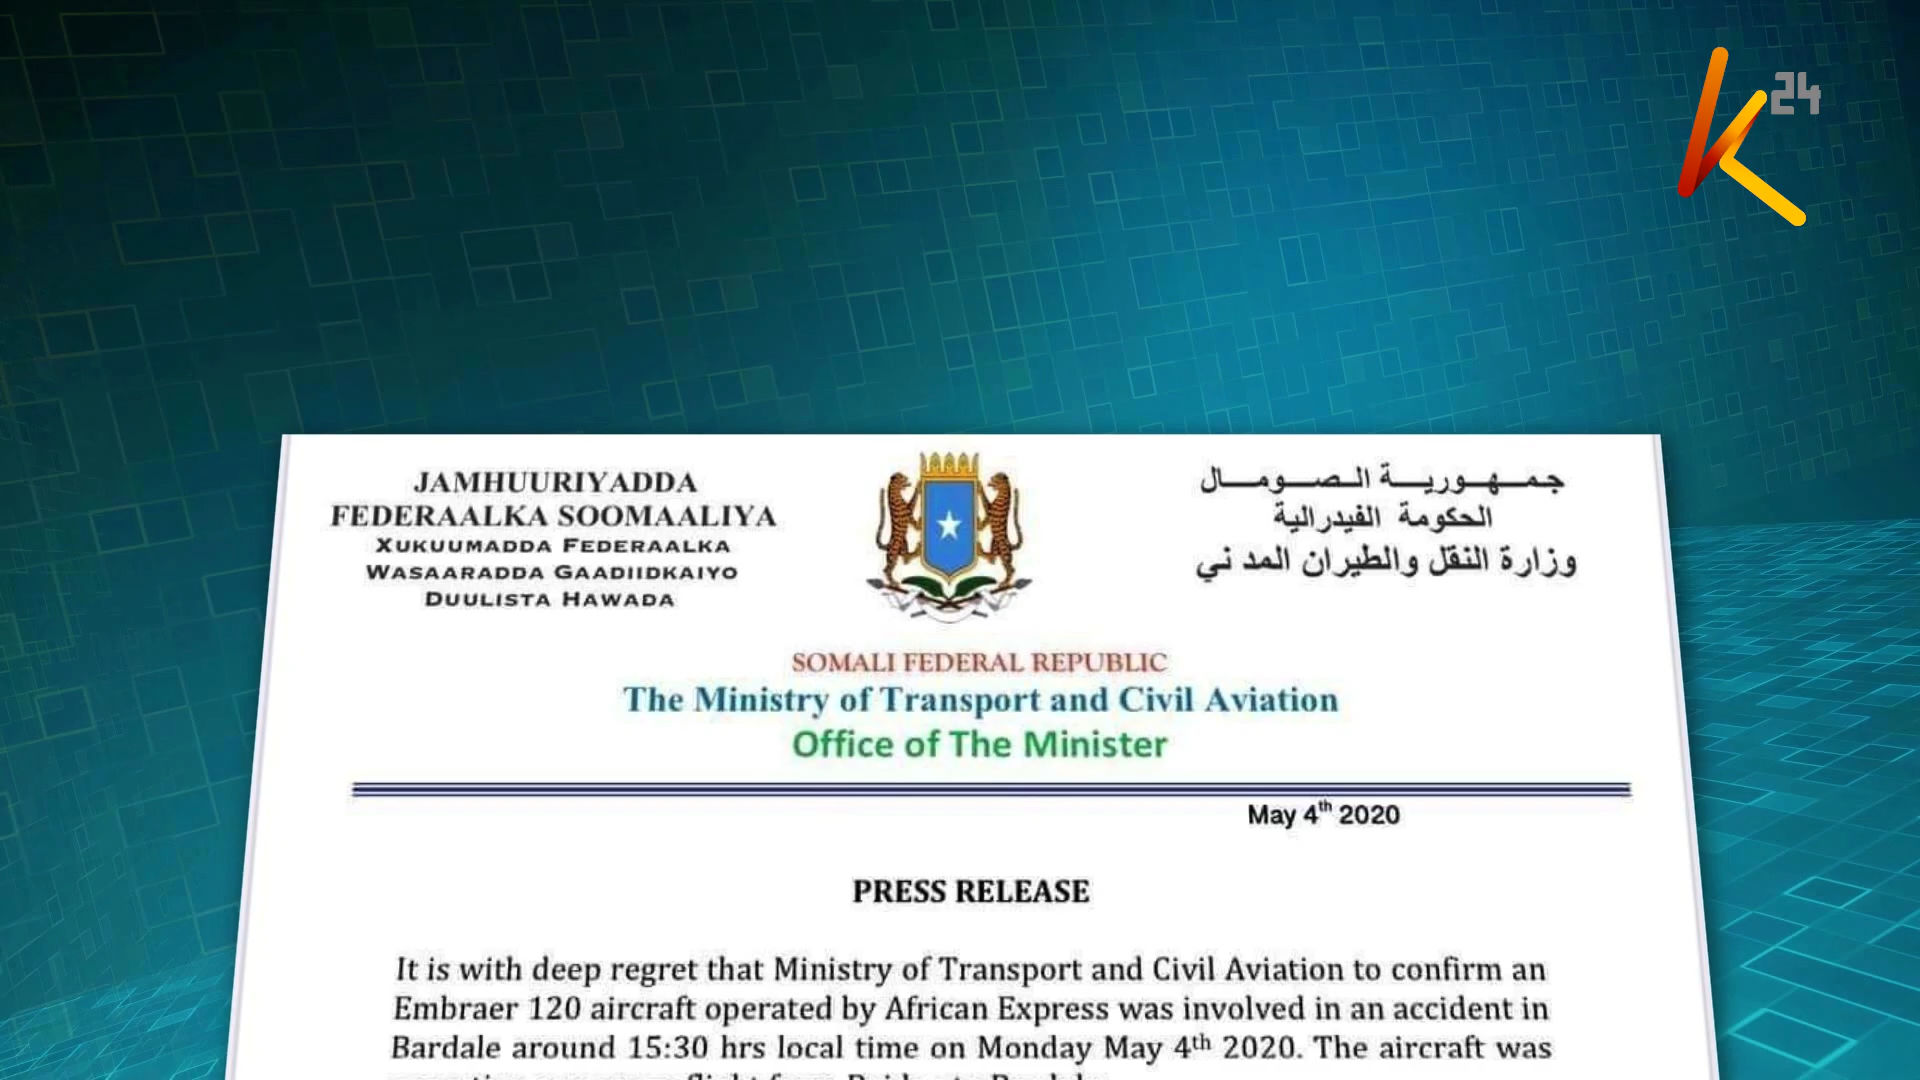 24
JAMHUURIYADDA
FEDERAALKA SOOMAALIYA
XUKUUMADDA FEDERAALKA
WASAARADDA GAADIIDKAIYO
DUULISTA HAWADA
جـمـــهـــوريــــة الــصــــومــــال
الحكومة الفيدرالية
وزارة النقل والطيران المد ني
SOMALI FEDERAL REPUBLIC
The Ministry of Transport and Civil Aviation
Office of The Minister
May 4th 2020
PRESS RELEASE
It is with deep regret that Ministry of Transport and Civil Aviation to confirm an
Embraer 120 aircraft operated by African Express was involved in an accident in
Bardale around 15:30 hrs local time on Monday May 4th 2020. The aircraft was